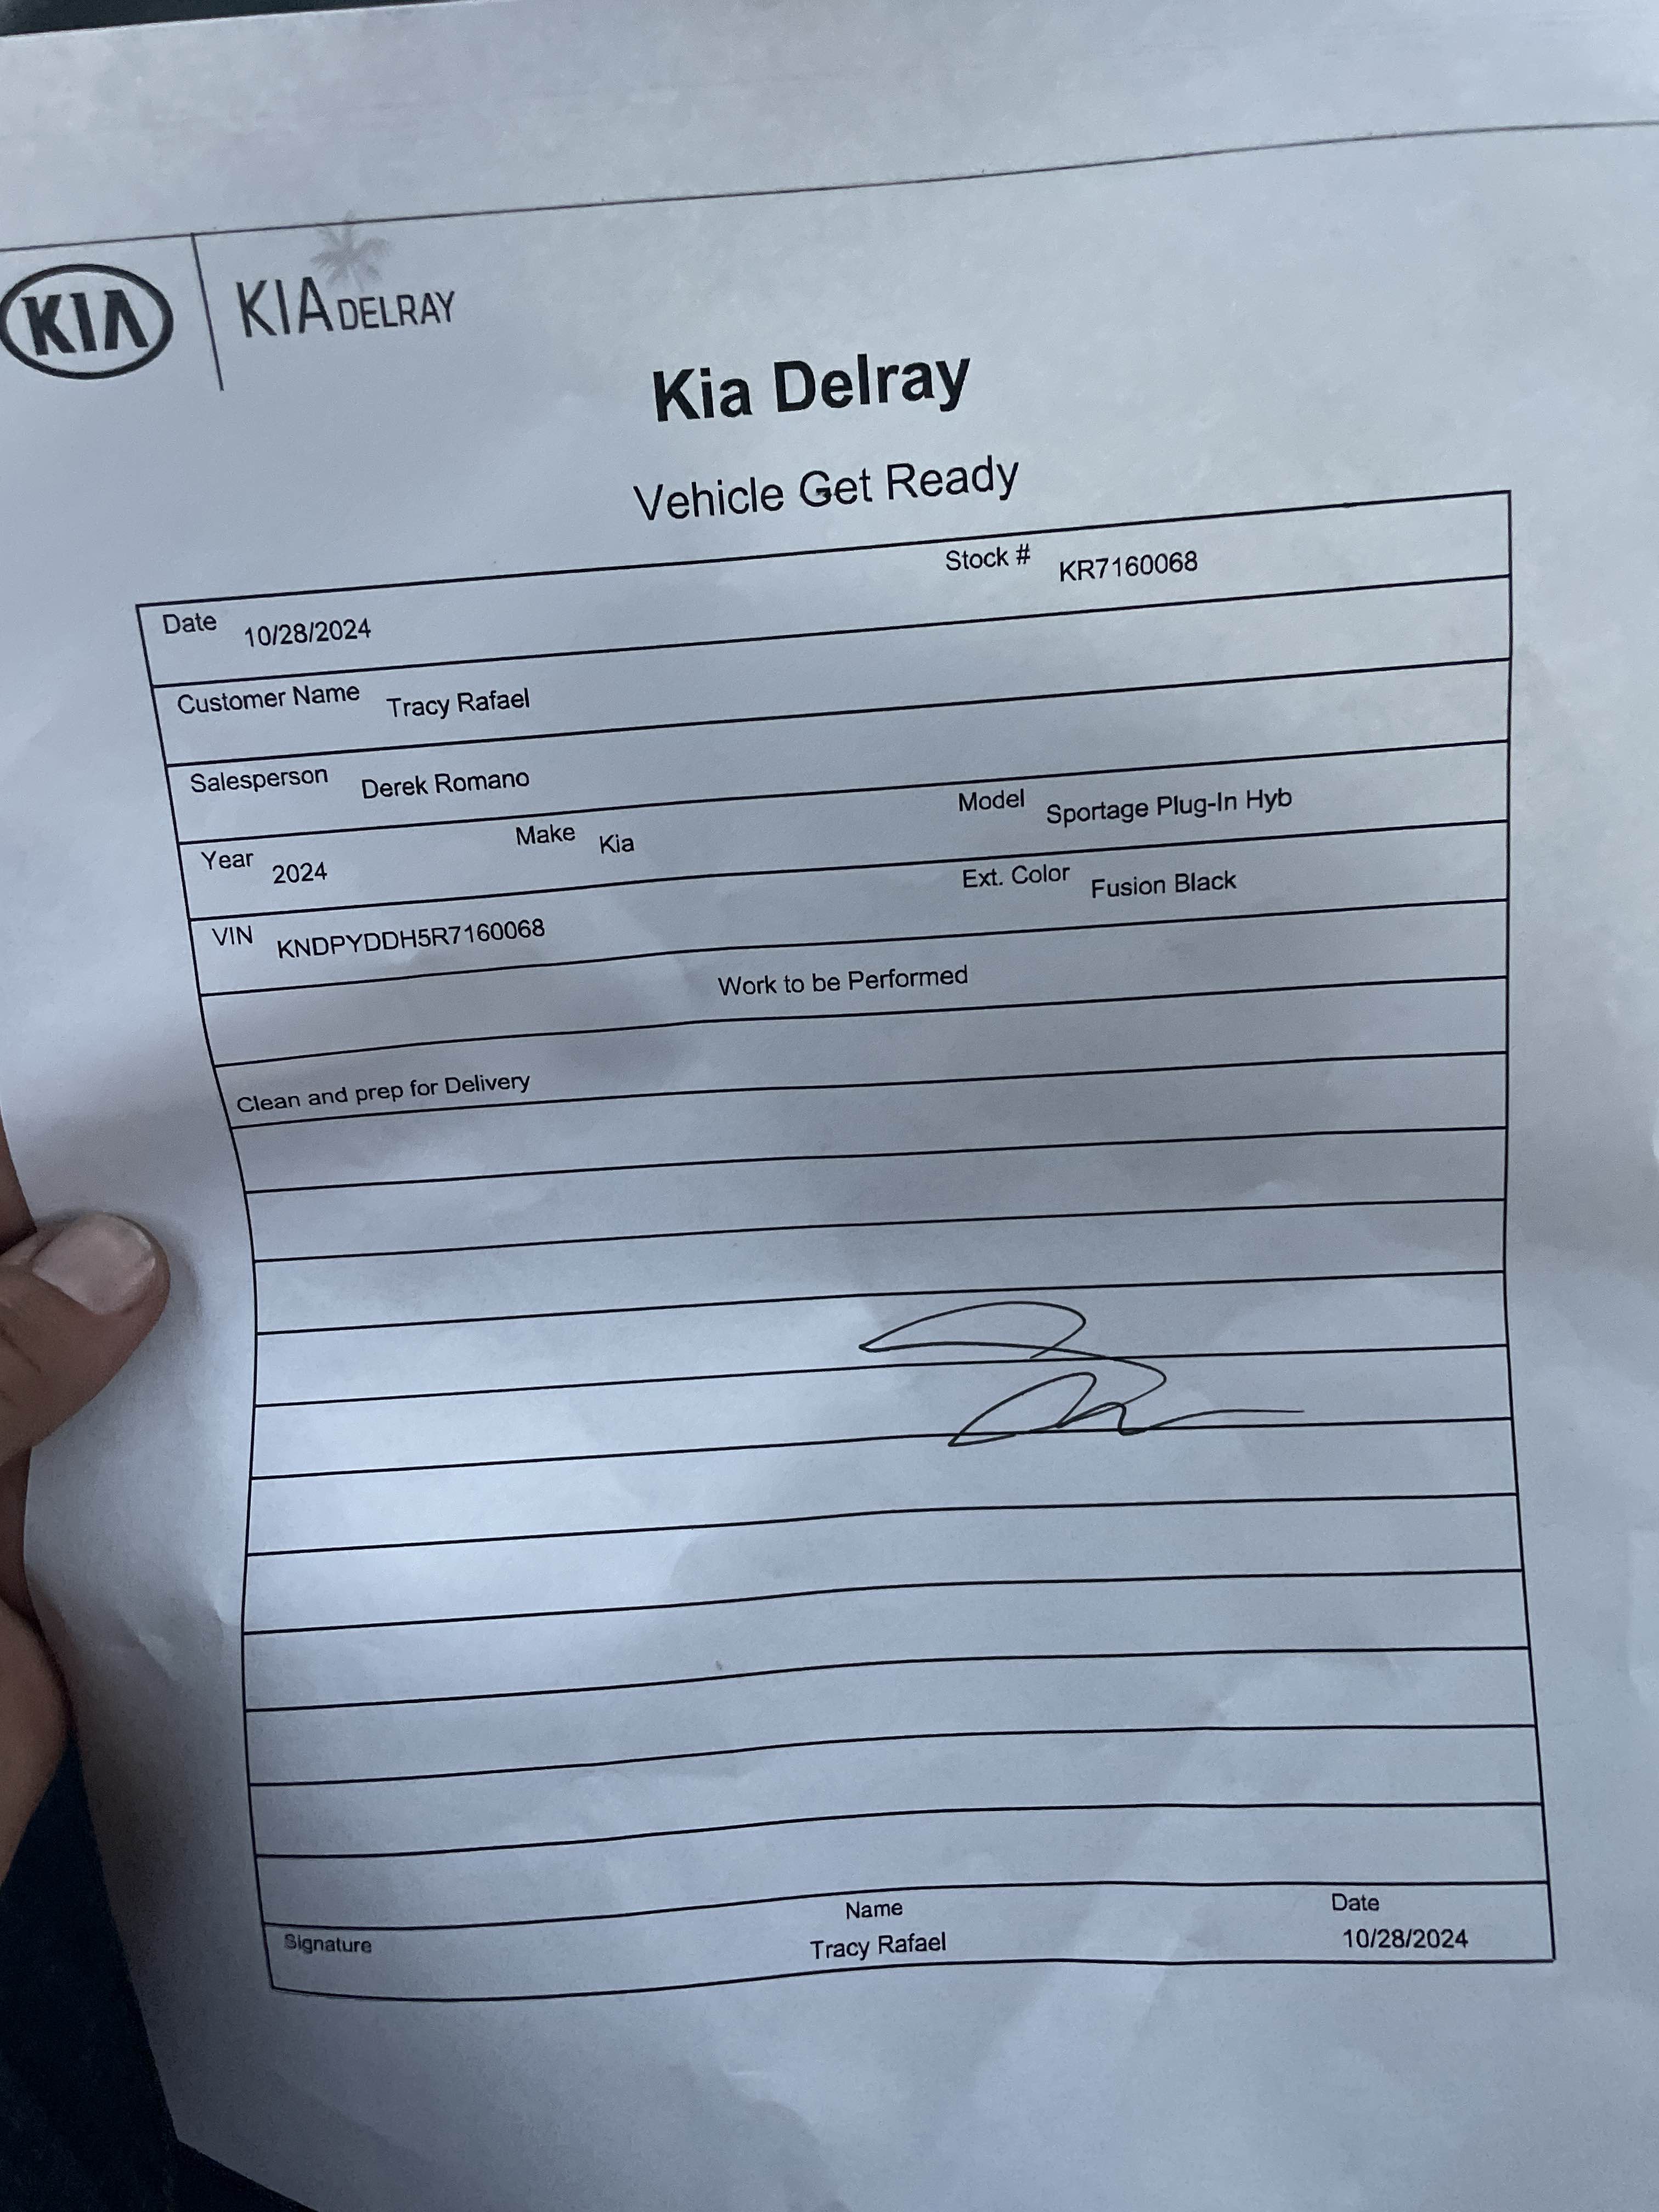 KIA
KIA DELRAY
Kia Delray
Vehicle Get Ready
Date 10/28/2024 Stock # KR7160068
Customer Name Tracy Rafael
Salesperson Derek Romano
Year 2024 Make Kia Model Sportage Plug-In Hyb
VIN KNDPYDDH5R7160068 Ext. Color Fusion Black
Work to be Performed
Clean and prep for Delivery
Signature Name Date
Tracy Rafael 10/28/2024